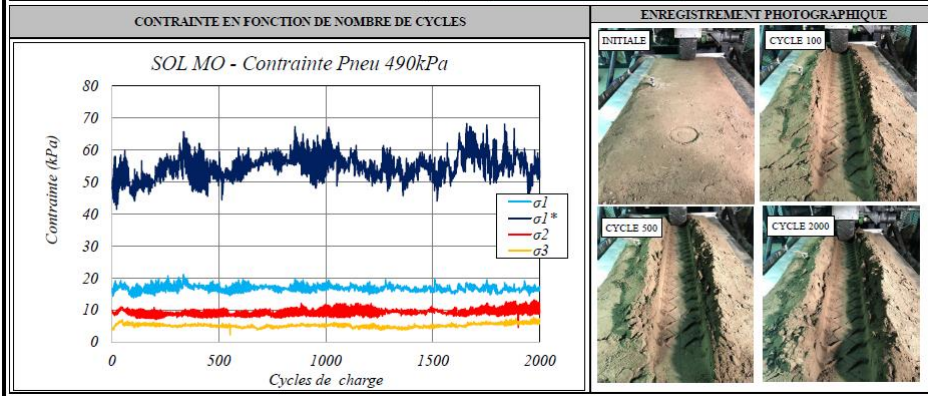 CONTRAINTE EN FONCTION DE NOMBRE DE CYCLES
SOL MO - Contrainte Pneu 490kPa
Contrainte (kPa)
80
70
60
50
40
30
20
10
0
0 500 1000 1500 2000
Cycles de charge
σ1
σ1*
σ2
σ3
ENREGISTREMENT PHOTOGRAPHIQUE
INITIALE
CYCLE 100
CYCLE 500
CYCLE 2000